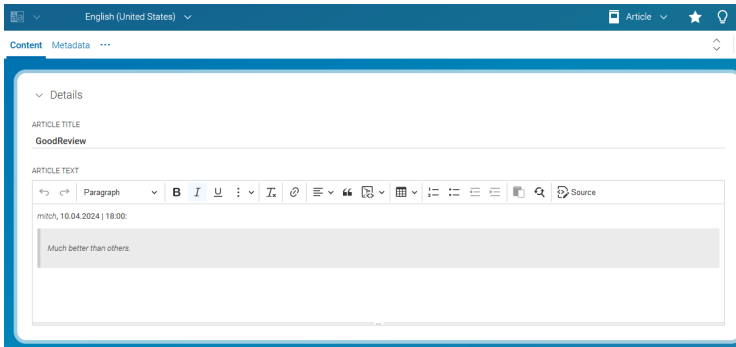 English (United States)
Article
Content Metadata ...
Details
ARTICLE TITLE
GoodReview
ARTICLE TEXT
Paragraph B I U Source
mitch, 10.04.2024 | 18:00:
Much better than others.